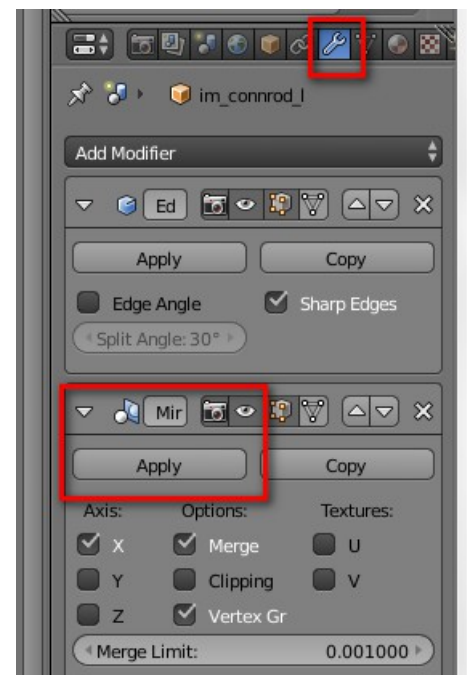 im_connrod_l
Add Modifier
Ed
Apply Copy
Edge Angle Sharp Edges
Split Angle: 30°
Mir
Apply Copy
Axis: Options: Textures:
X Merge U
Y Clipping V
Z Vertex Gr
Merge Limit: 0.001000